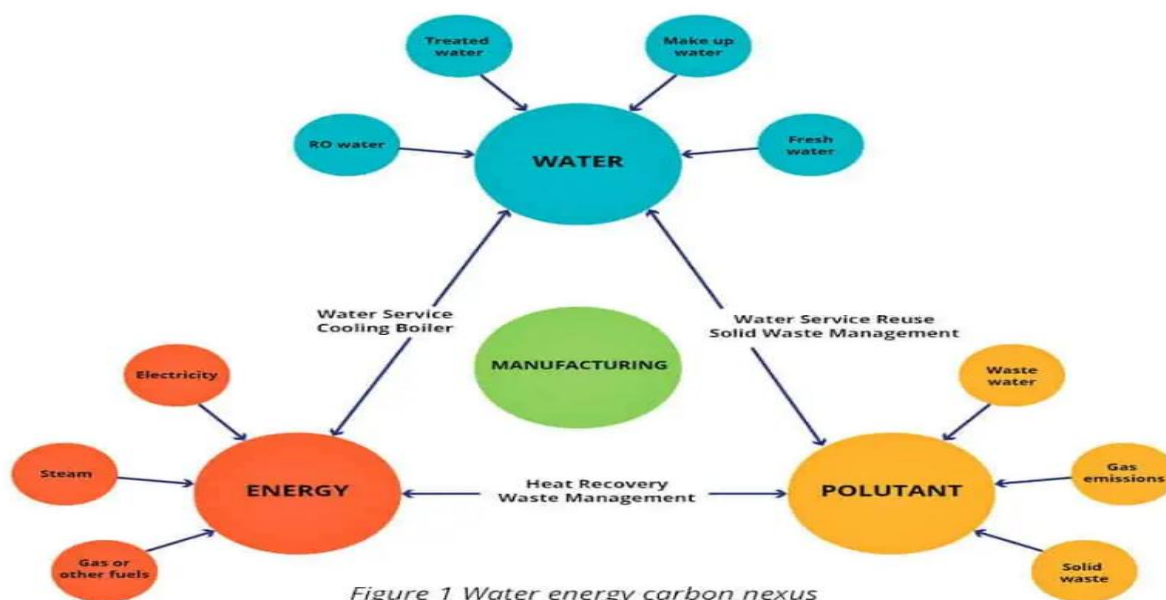 Treated
water
Make up
water
RO water
Fresh
water
WATER
Water Service
Cooling Boiler
Water Service Reuse
Solid Waste Management
MANUFACTURING
Electricity
Waste
water
Steam
ENERGY
Heat Recovery
Waste Management
POLUTANT
Gas
emissions
Gas or
other fuels
Solid
waste
Figure 1 Water energy carbon nexus